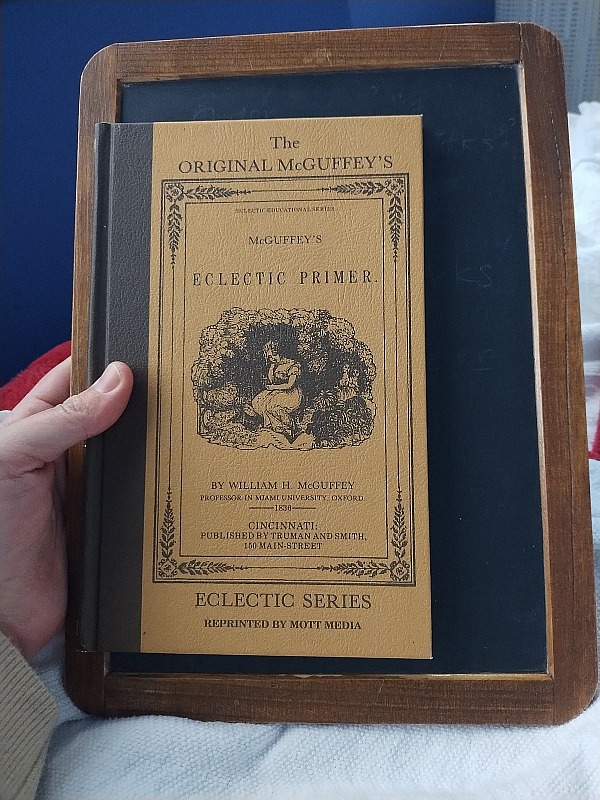 The
ORIGINAL McGUFFEY'S
ECLECTIC EDUCATIONAL SERIES.
McGUFFEY'S
ECLECTIC PRIMER.
BY WILLIAM H. McGUFFEY
PROFESSOR IN MIAMI UNIVERSITY, OXFORD
1836
CINCINNATI:
PUBLISHED BY TRUMAN AND SMITH,
150 MAIN-STREET
ECLECTIC SERIES
REPRINTED BY MOTT MEDIA